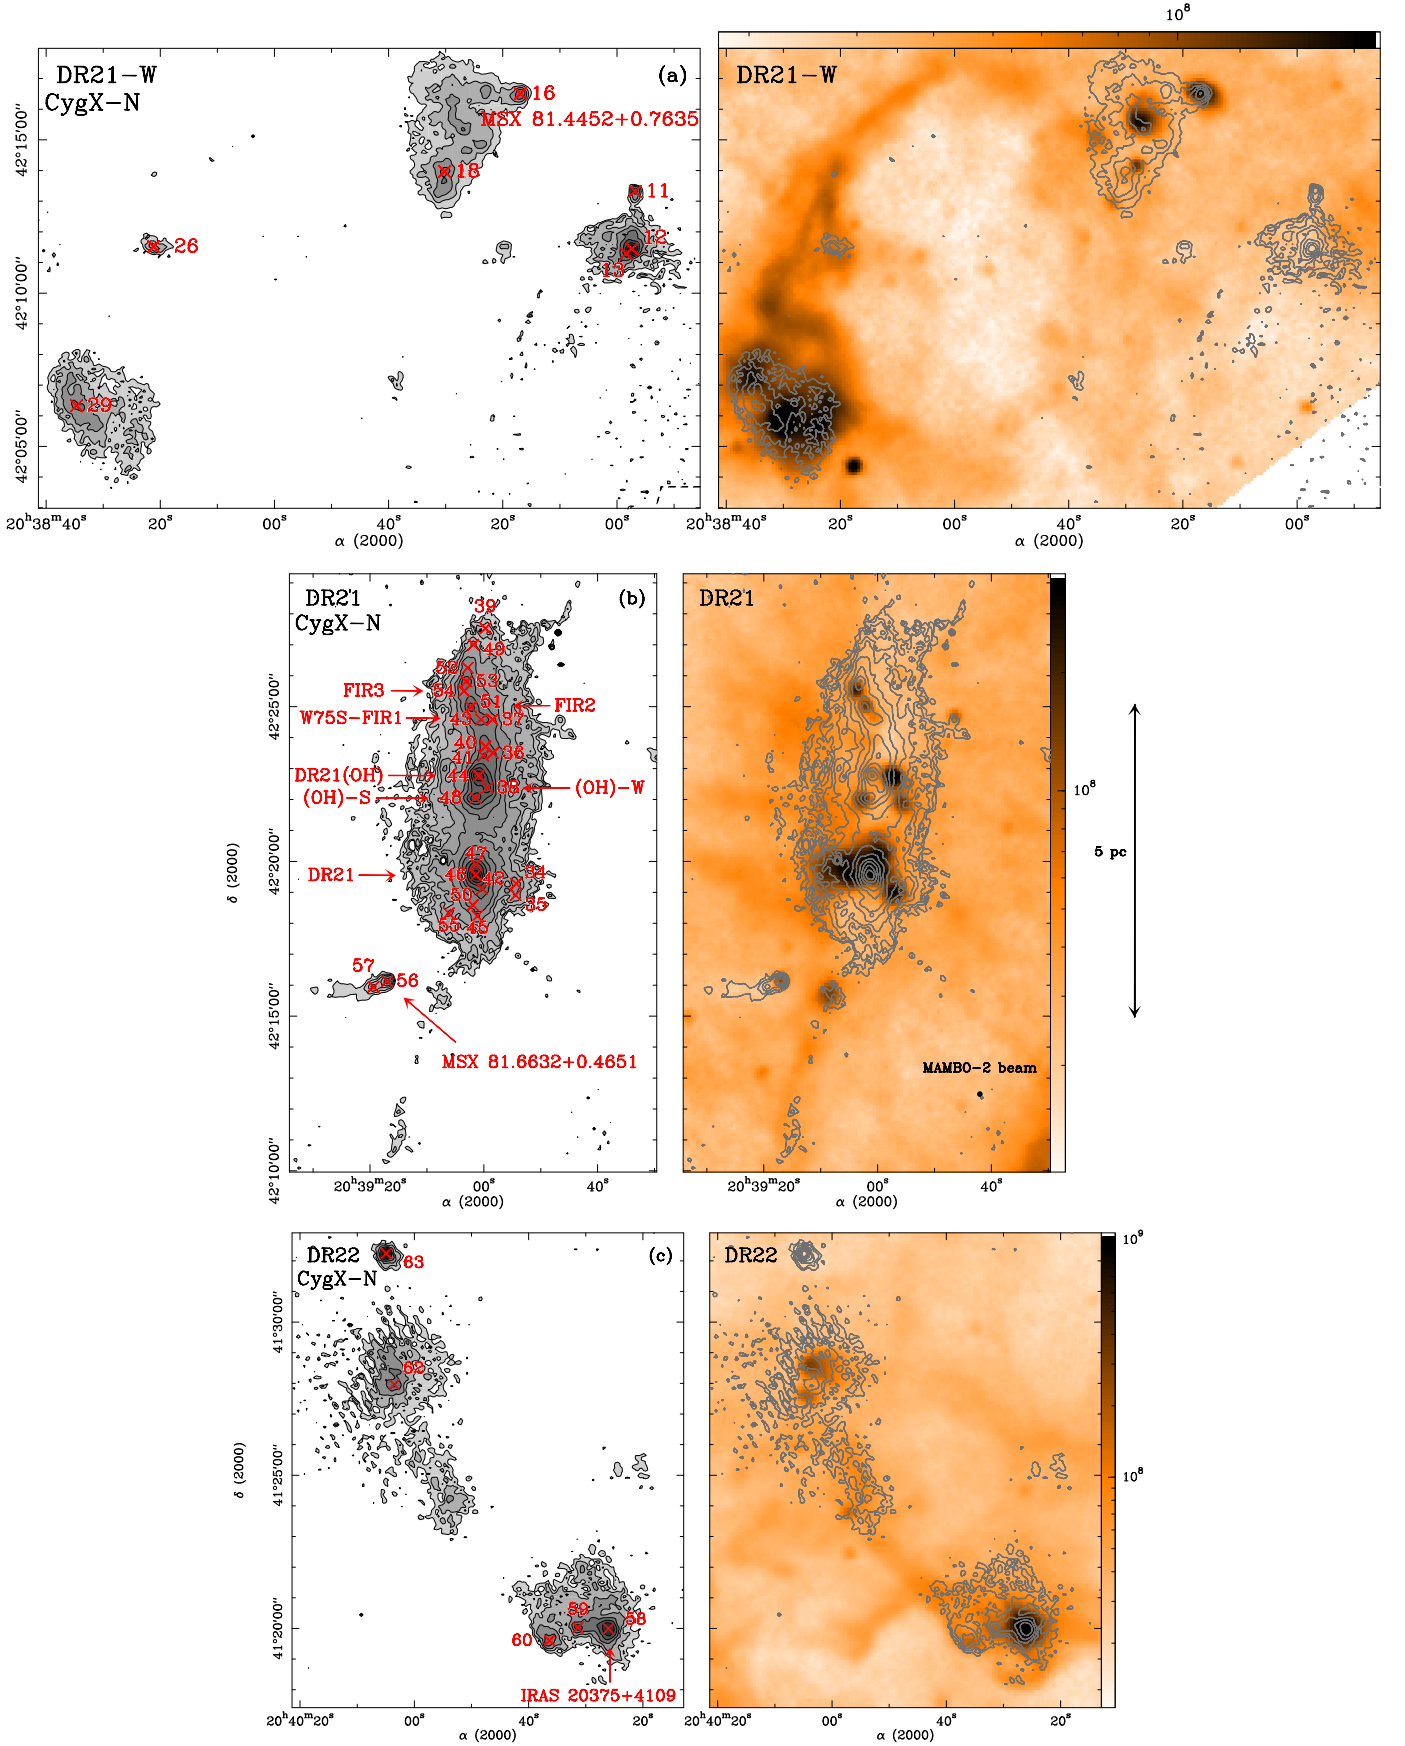 10⁸
DR21-W
CygX-N
(a)
DR21-W
16
MSX 81.4452+0.7635
18
11
12
13
26
29
42°15'00"
42°10'00"
42°05'00"
20ʰ38ᵐ40ˢ
20ˢ
00ˢ
40ˢ
20ˢ
00ˢ
20ˢ
α (2000)
20ʰ38ᵐ40ˢ
20ˢ
00ˢ
40ˢ
20ˢ
00ˢ
α (2000)
DR21
CygX-N
(b)
DR21
39
49
52
53
54
FIR3
51
FIR2
W75S-FIR1
43
37
40
41
36
DR21(OH)
44
38
(OH)-W
(OH)-S
48
47
DR21
46
42
34
50
35
55
45
57
56
MSX 81.6632+0.4651
10⁸
5 pc
MAMBO-2 beam
42°25'00"
42°20'00"
42°15'00"
42°10'00"
δ (2000)
20ʰ39ᵐ20ˢ
00ˢ
40ˢ
α (2000)
20ʰ39ᵐ20ˢ
00ˢ
40ˢ
α (2000)
DR22
CygX-N
(c)
DR22
10⁹
63
62
10⁸
59
58
60
IRAS 20375+4109
41°30'00"
41°25'00"
41°20'00"
δ (2000)
20ʰ40ᵐ20ˢ
00ˢ
40ˢ
20ˢ
α (2000)
20ʰ40ᵐ20ˢ
00ˢ
40ˢ
20ˢ
α (2000)